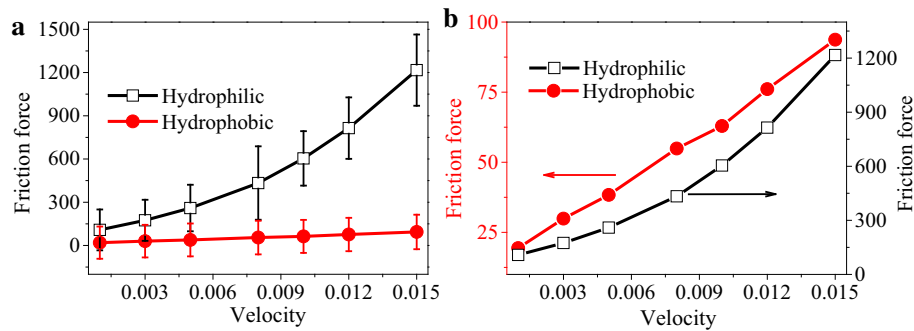 a
Friction force
1500
1200
900
600
300
0
Hydrophilic
Hydrophobic
0.003 0.006 0.009 0.012 0.015
Velocity
b
Friction force
100
75
50
25
Hydrophilic
Hydrophobic
1200
900
600
300
0
Friction force
0.003 0.006 0.009 0.012 0.015
Velocity